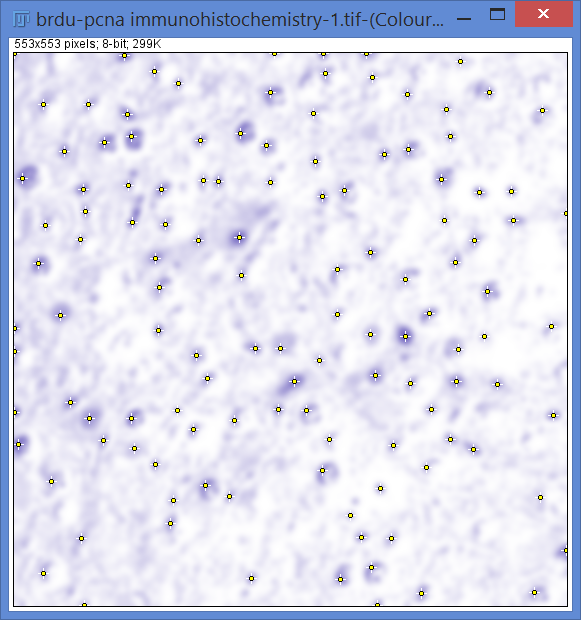 brdu-pcna immunohistochemistry-1.tif-(Colour...
553x553 pixels; 8-bit; 299K